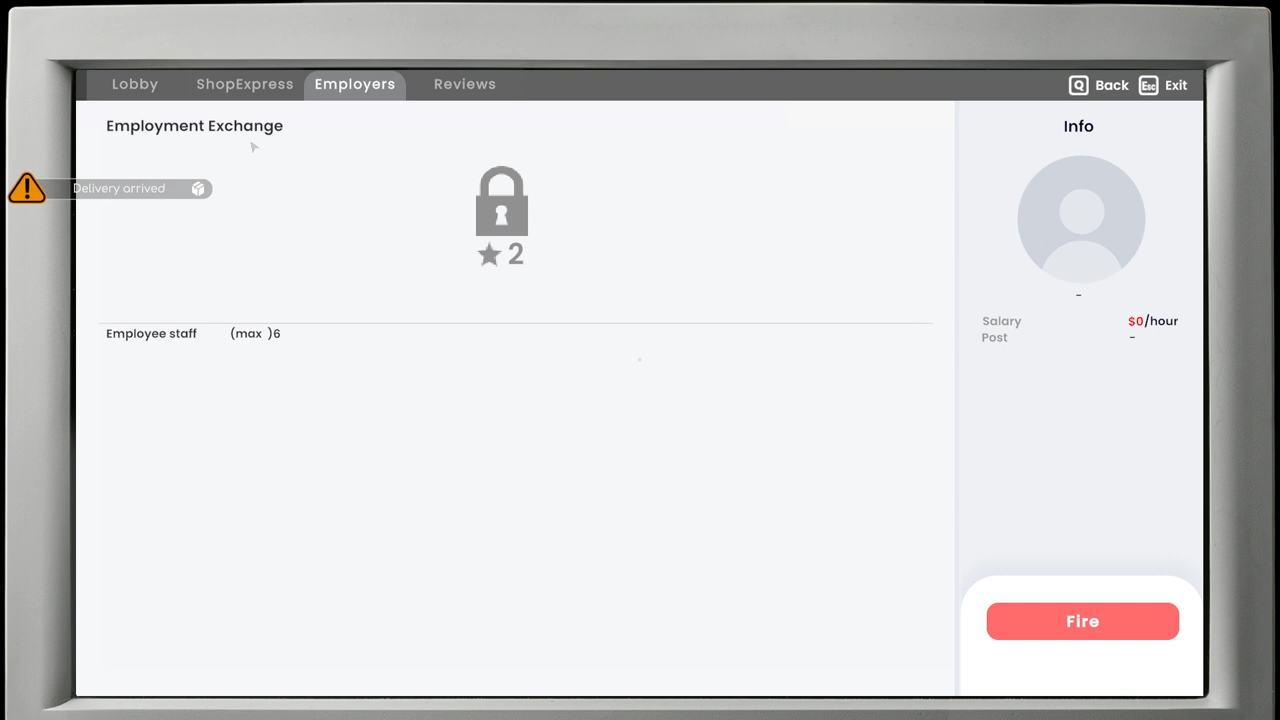 Lobby ShopExpress Employers Reviews Q Back Esc Exit
Employment Exchange
Info
Delivery arrived
2
-
Salary $0/hour
Post -
Employee staff (max )6
Fire